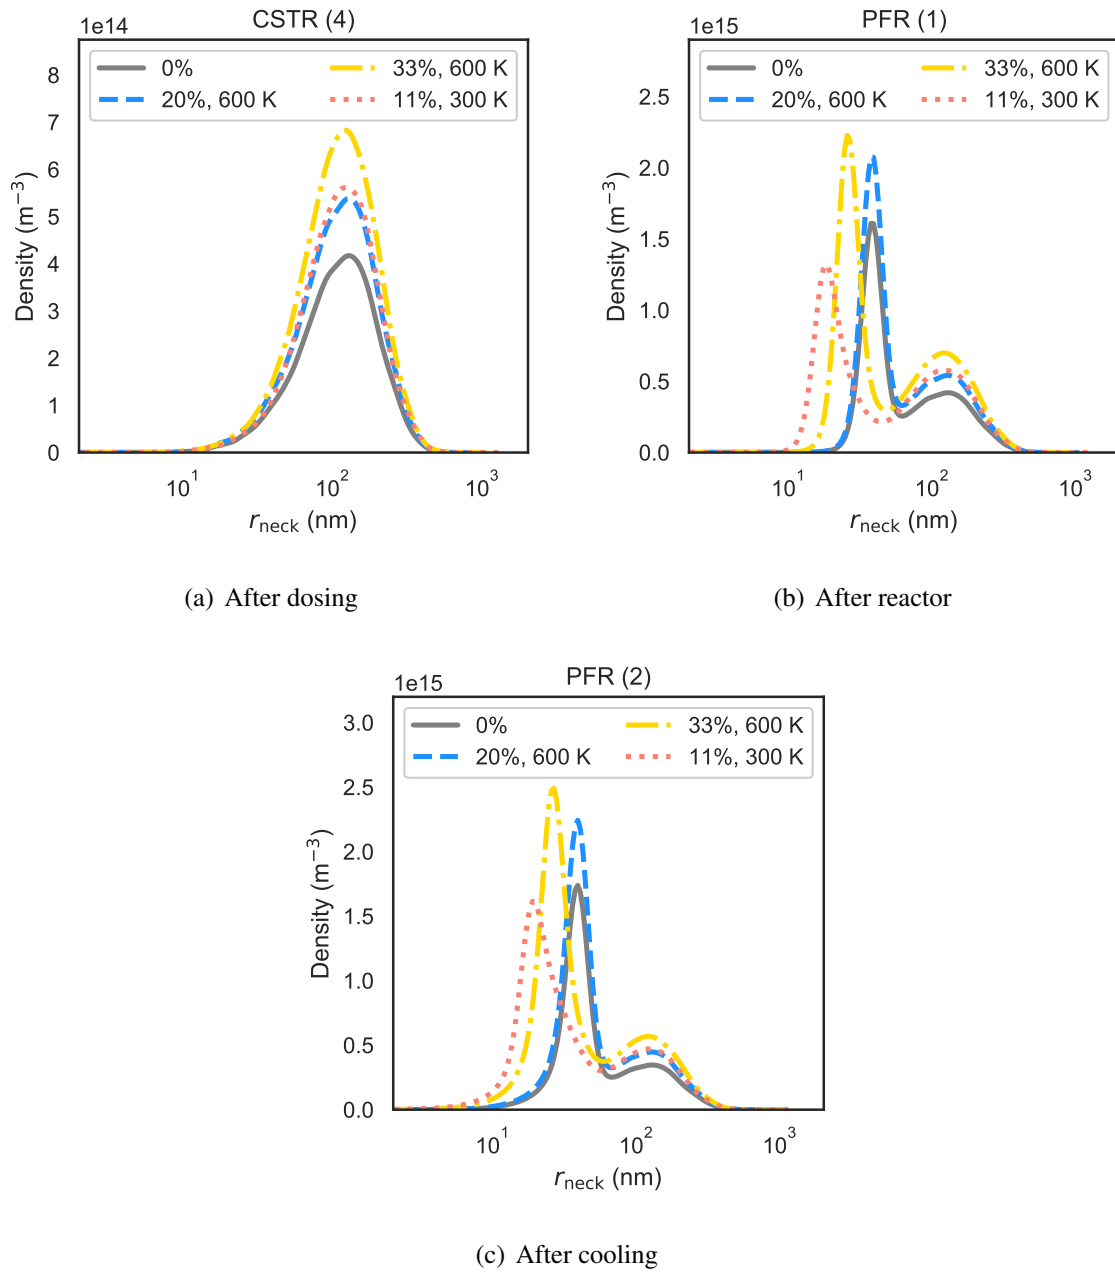 CSTR (4)
1e14
0%
20%, 600 K
33%, 600 K
11%, 300 K
8
7
6
5
4
3
2
1
0
Density (m⁻³)
10¹ 10² 10³
r_neck (nm)
(a) After dosing
PFR (1)
1e15
0%
20%, 600 K
33%, 600 K
11%, 300 K
2.5
2.0
1.5
1.0
0.5
0.0
Density (m⁻³)
10¹ 10² 10³
r_neck (nm)
(b) After reactor
PFR (2)
1e15
0%
20%, 600 K
33%, 600 K
11%, 300 K
3.0
2.5
2.0
1.5
1.0
0.5
0.0
Density (m⁻³)
10¹ 10² 10³
r_neck (nm)
(c) After cooling